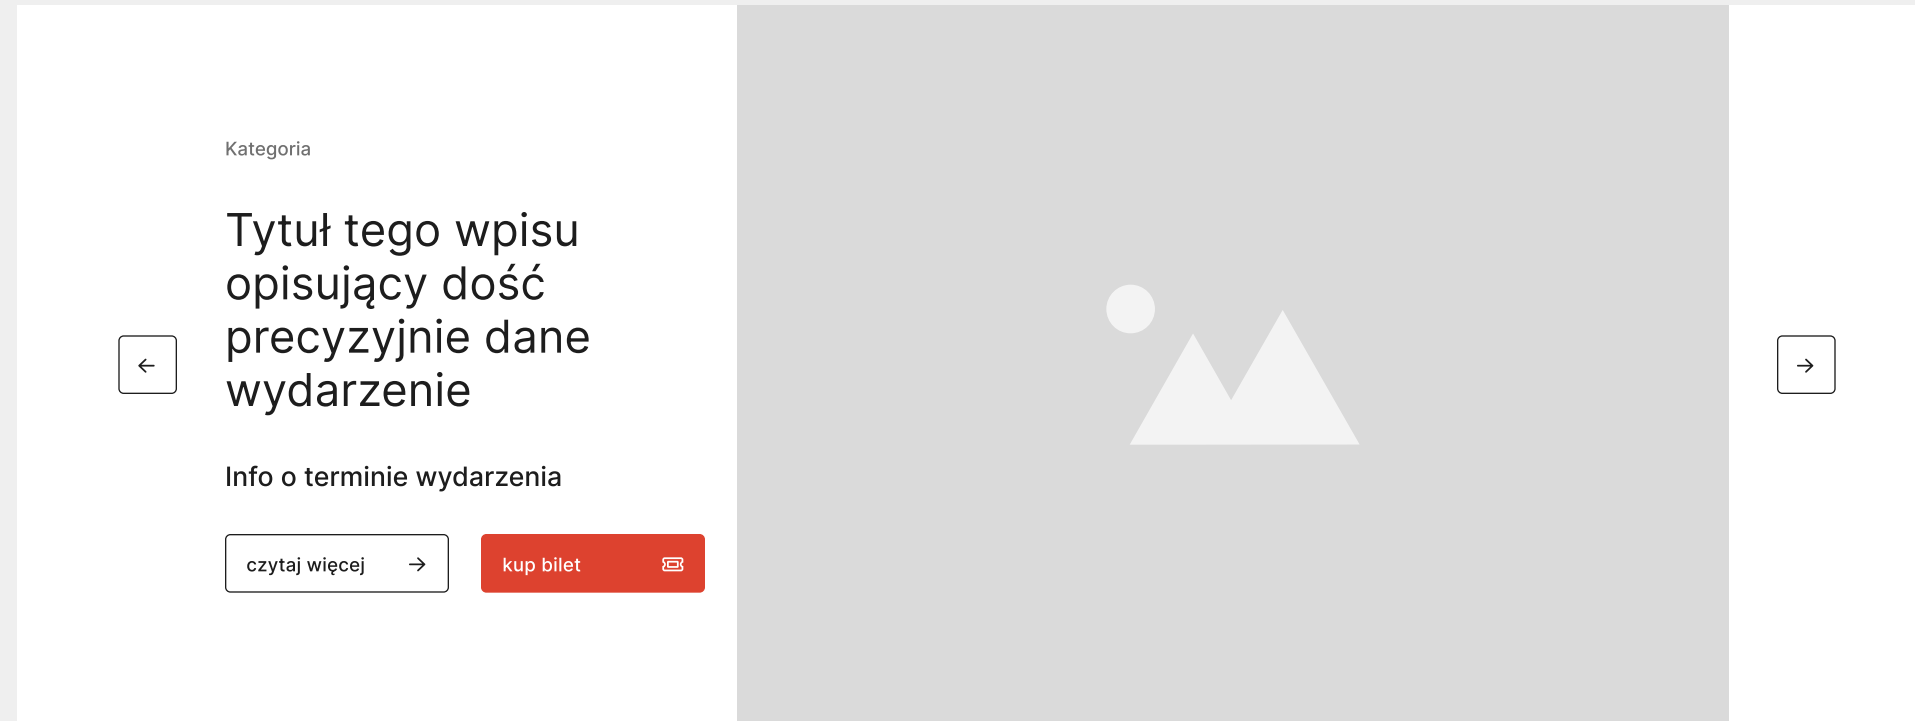 Kategoria
Tytuł tego wpisu
opisujący dość
precyzyjnie dane
wydarzenie
Info o terminie wydarzenia
czytaj więcej
kup bilet